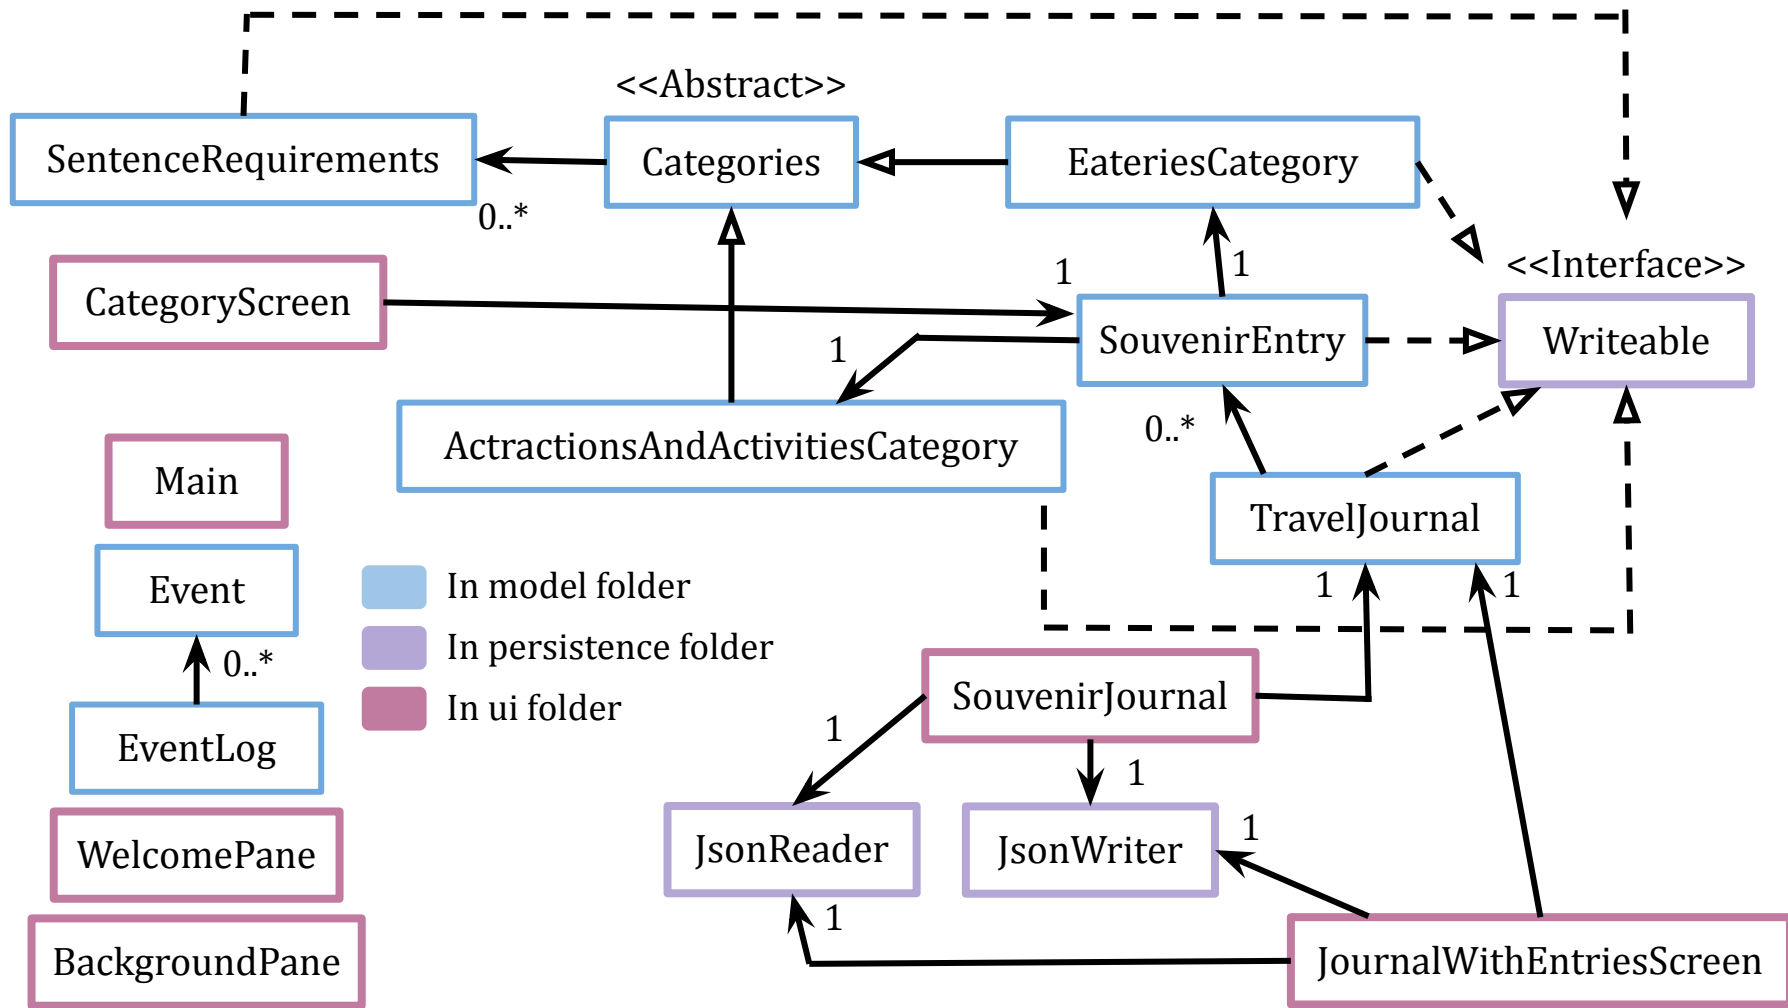 <<Abstract>>
SentenceRequirements
Categories
EateriesCategory
0..*
<<Interface>>
CategoryScreen
1
1
SouvenirEntry
Writeable
1
0..*
ActractionsAndActivitiesCategory
Main
TravelJournal
Event
In model folder
1
1
0..*
In persistence folder
In ui folder
SouvenirJournal
EventLog
1
1
1
WelcomePane
JsonReader
JsonWriter
1
BackgroundPane
JournalWithEntriesScreen